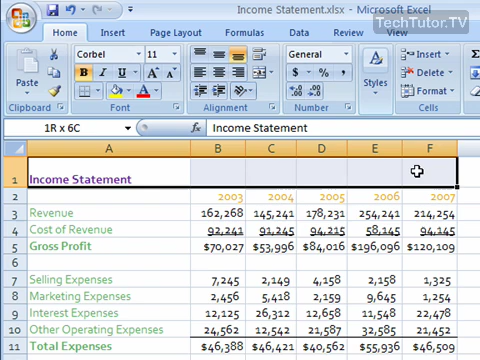 Income Statement.xlsx - Microsoft Excel
TechTutor.TV
Home Insert Page Layout Formulas Data Review View
Paste
Clipboard
Corbel 11
B I U A A
Font
Alignment
$ % ,
Number
Styles
Insert
Delete
Format
Cells
1R x 6C fx Income Statement
A B C D E F
1 Income Statement
2 2003 2004 2005 2006 2007
3 Revenue 162,268 145,241 178,231 254,241 214,254
4 Cost of Revenue 92,241 91,245 94,215 58,145 94,145
5 Gross Profit $70,027 $53,996 $84,016 $196,096 $120,109
6
7 Selling Expenses 7,245 2,149 4,158 2,158 1,325
8 Marketing Expenses 2,456 5,418 2,159 9,645 1,254
9 Interest Expenses 12,125 26,312 12,658 11,548 22,478
10 Other Operating Expenses 24,562 12,542 21,587 32,585 21,452
11 Total Expenses $46,388 $46,421 $40,562 $55,936 $46,509